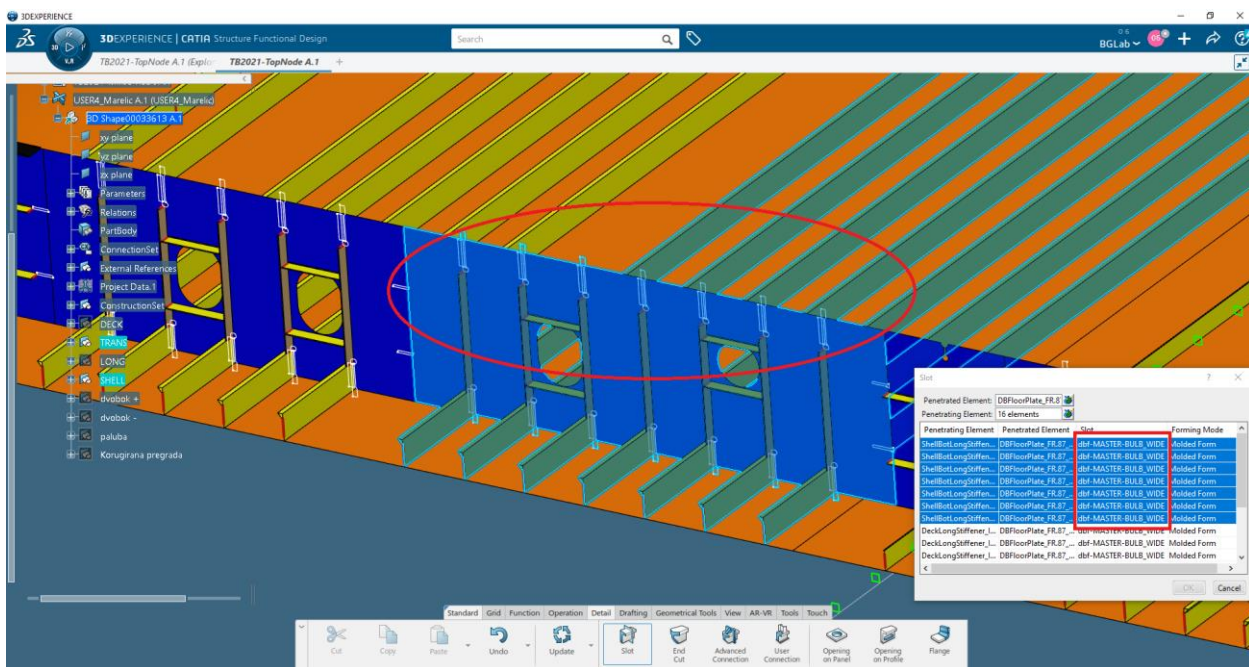 3DEXPERIENCE
3DEXPERIENCE | CATIA Structure Functional Design
Search
BGLab
3D
V.R
TB2021-TopNode A.1 (Explo
TB2021-TopNode A.1
USER4_Marelic A.1 (USER4_Marelic)
3D Shape00033613 A.1
xy plane
yz plane
zx plane
Parameters
Relations
PartBody
ConnectionSet
External References
Project Data.1
ConstructionSet
DECK
TRANS
LONG
SHELL
dvobok +
dvobok -
paluba
Korugirana pregrada
Slot
Penetrated Element: DBFloorPlate_FR.8
Penetrating Element: 16 elements
Penetrating Element Penetrated Element Slot Forming Mode
ShellBotLongStiffen... DBFloorPlate_FR.87_... dbf-MASTER-BULB_WIDE Molded Form
ShellBotLongStiffen... DBFloorPlate_FR.87_... dbf-MASTER-BULB_WIDE Molded Form
ShellBotLongStiffen... DBFloorPlate_FR.87_... dbf-MASTER-BULB_WIDE Molded Form
ShellBotLongStiffen... DBFloorPlate_FR.87_... dbf-MASTER-BULB_WIDE Molded Form
ShellBotLongStiffen... DBFloorPlate_FR.87_... dbf-MASTER-BULB_WIDE Molded Form
ShellBotLongStiffen... DBFloorPlate_FR.87_... dbf-MASTER-BULB_WIDE Molded Form
ShellBotLongStiffen... DBFloorPlate_FR.87_... dbf-MASTER-BULB_WIDE Molded Form
DeckLongStiffener_I... DBFloorPlate_FR.87_... dbf-MASTER-BULB_WIDE Molded Form
DeckLongStiffener_I... DBFloorPlate_FR.87_... dbf-MASTER-BULB_WIDE Molded Form
DeckLongStiffener_I... DBFloorPlate_FR.87_... dbf-MASTER-BULB_WIDE Molded Form
OK Cancel
Standard Grid Function Operation Detail Drafting Geometrical Tools View AR-VR Tools Touch
Cut Copy Paste Undo Update Slot End Cut Advanced Connection User Connection Opening on Panel Opening on Profile Flange